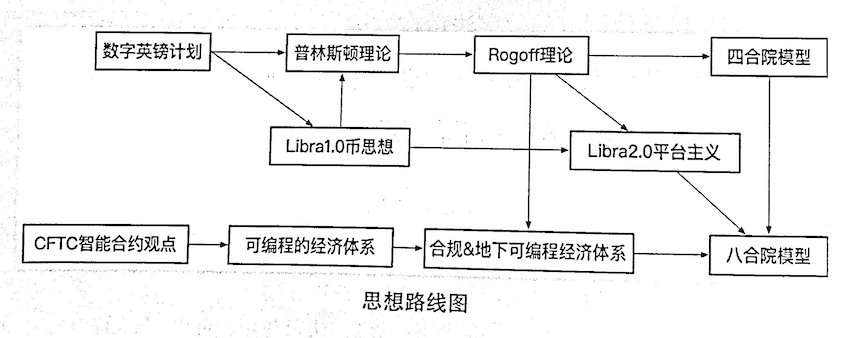 数字英镑计划
普林斯顿理论
Rogoff理论
四合院模型
Libra1.0币思想
Libra2.0平台主义
CFTC智能合约观点
可编程的经济体系
合规&地下可编程经济体系
八合院模型
思想路线图